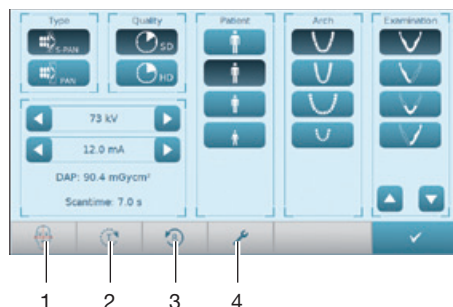 Type
Quality
Patient
Arch
Examination
S-PAN
SD
PAN
HD
73 kV
12.0 mA
DAP: 90.4 mGycm²
Scantime: 7.0 s
T
R
1 2 3 4